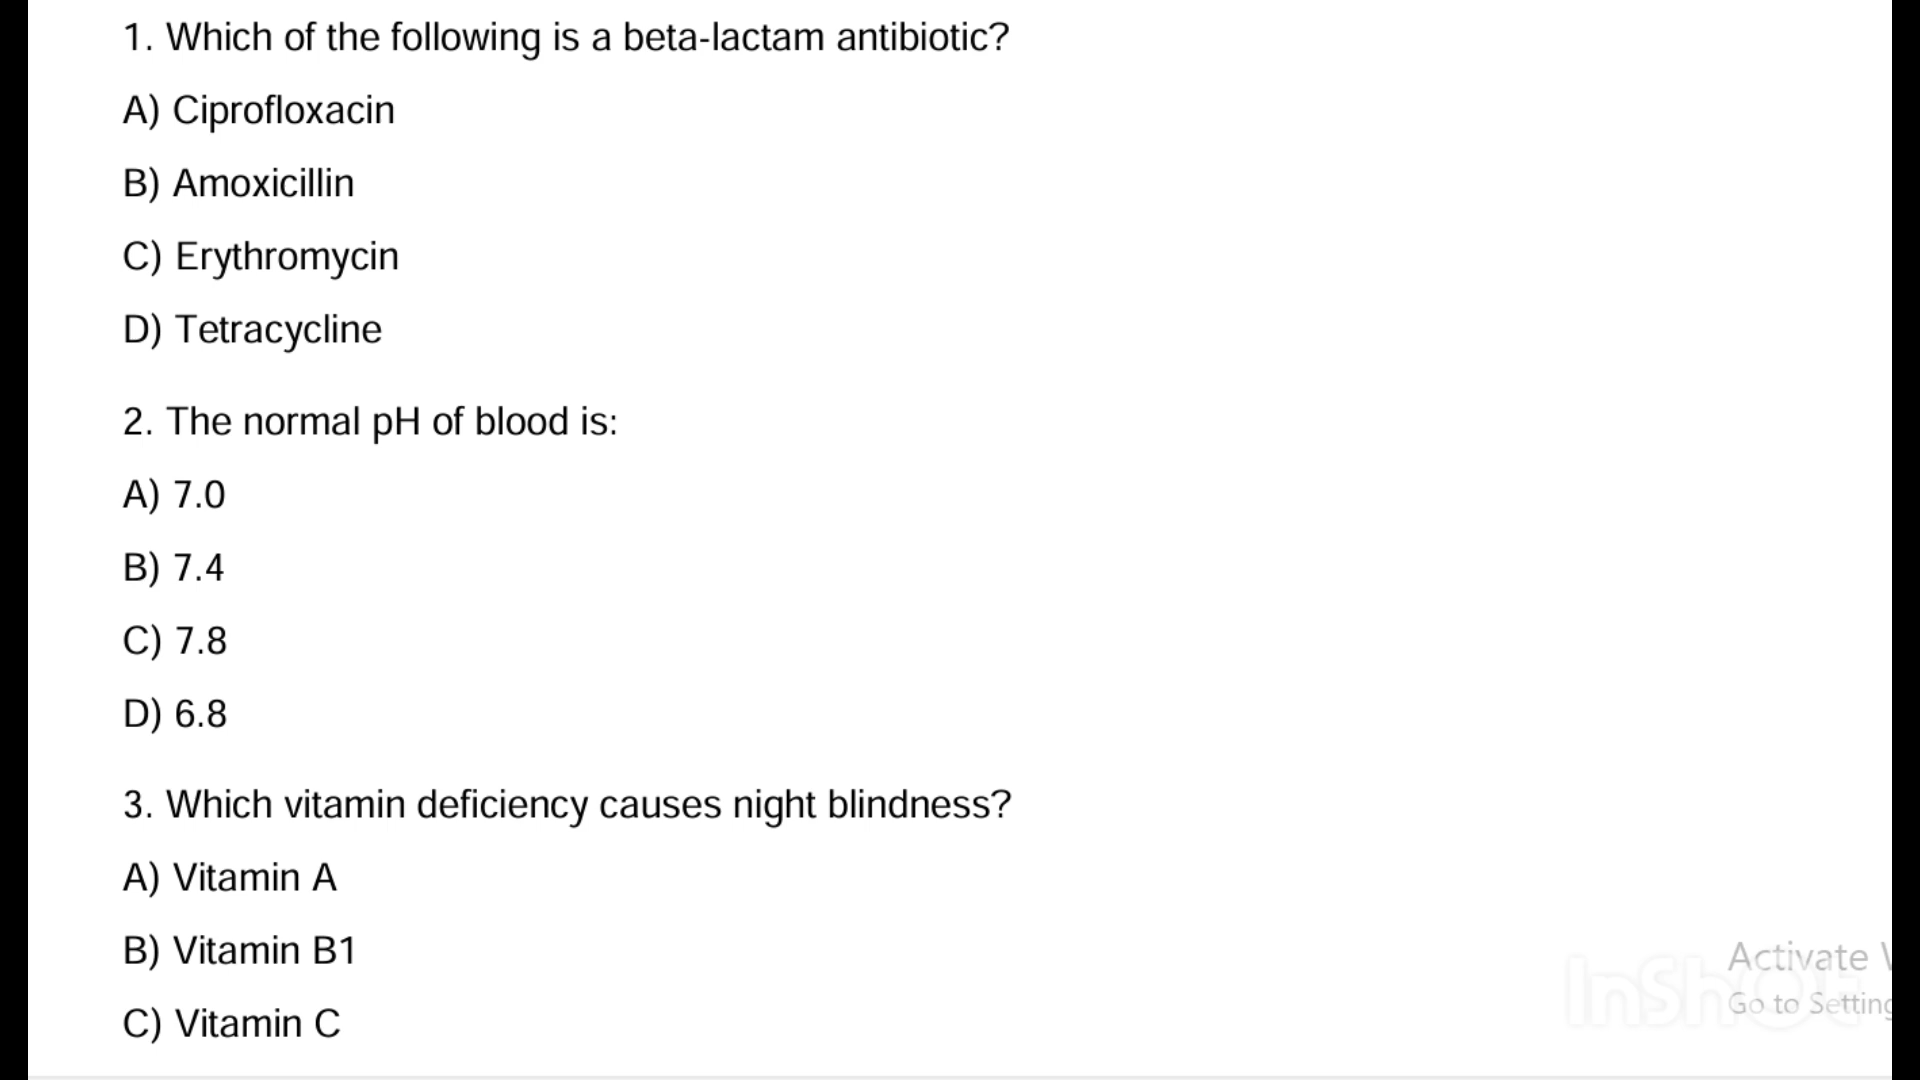 1. Which of the following is a beta-lactam antibiotic?
A) Ciprofloxacin
B) Amoxicillin
C) Erythromycin
D) Tetracycline
2. The normal pH of blood is:
A) 7.0
B) 7.4
C) 7.8
D) 6.8
3. Which vitamin deficiency causes night blindness?
A) Vitamin A
B) Vitamin B1
C) Vitamin C
Activate
Go to Setting
InShOt